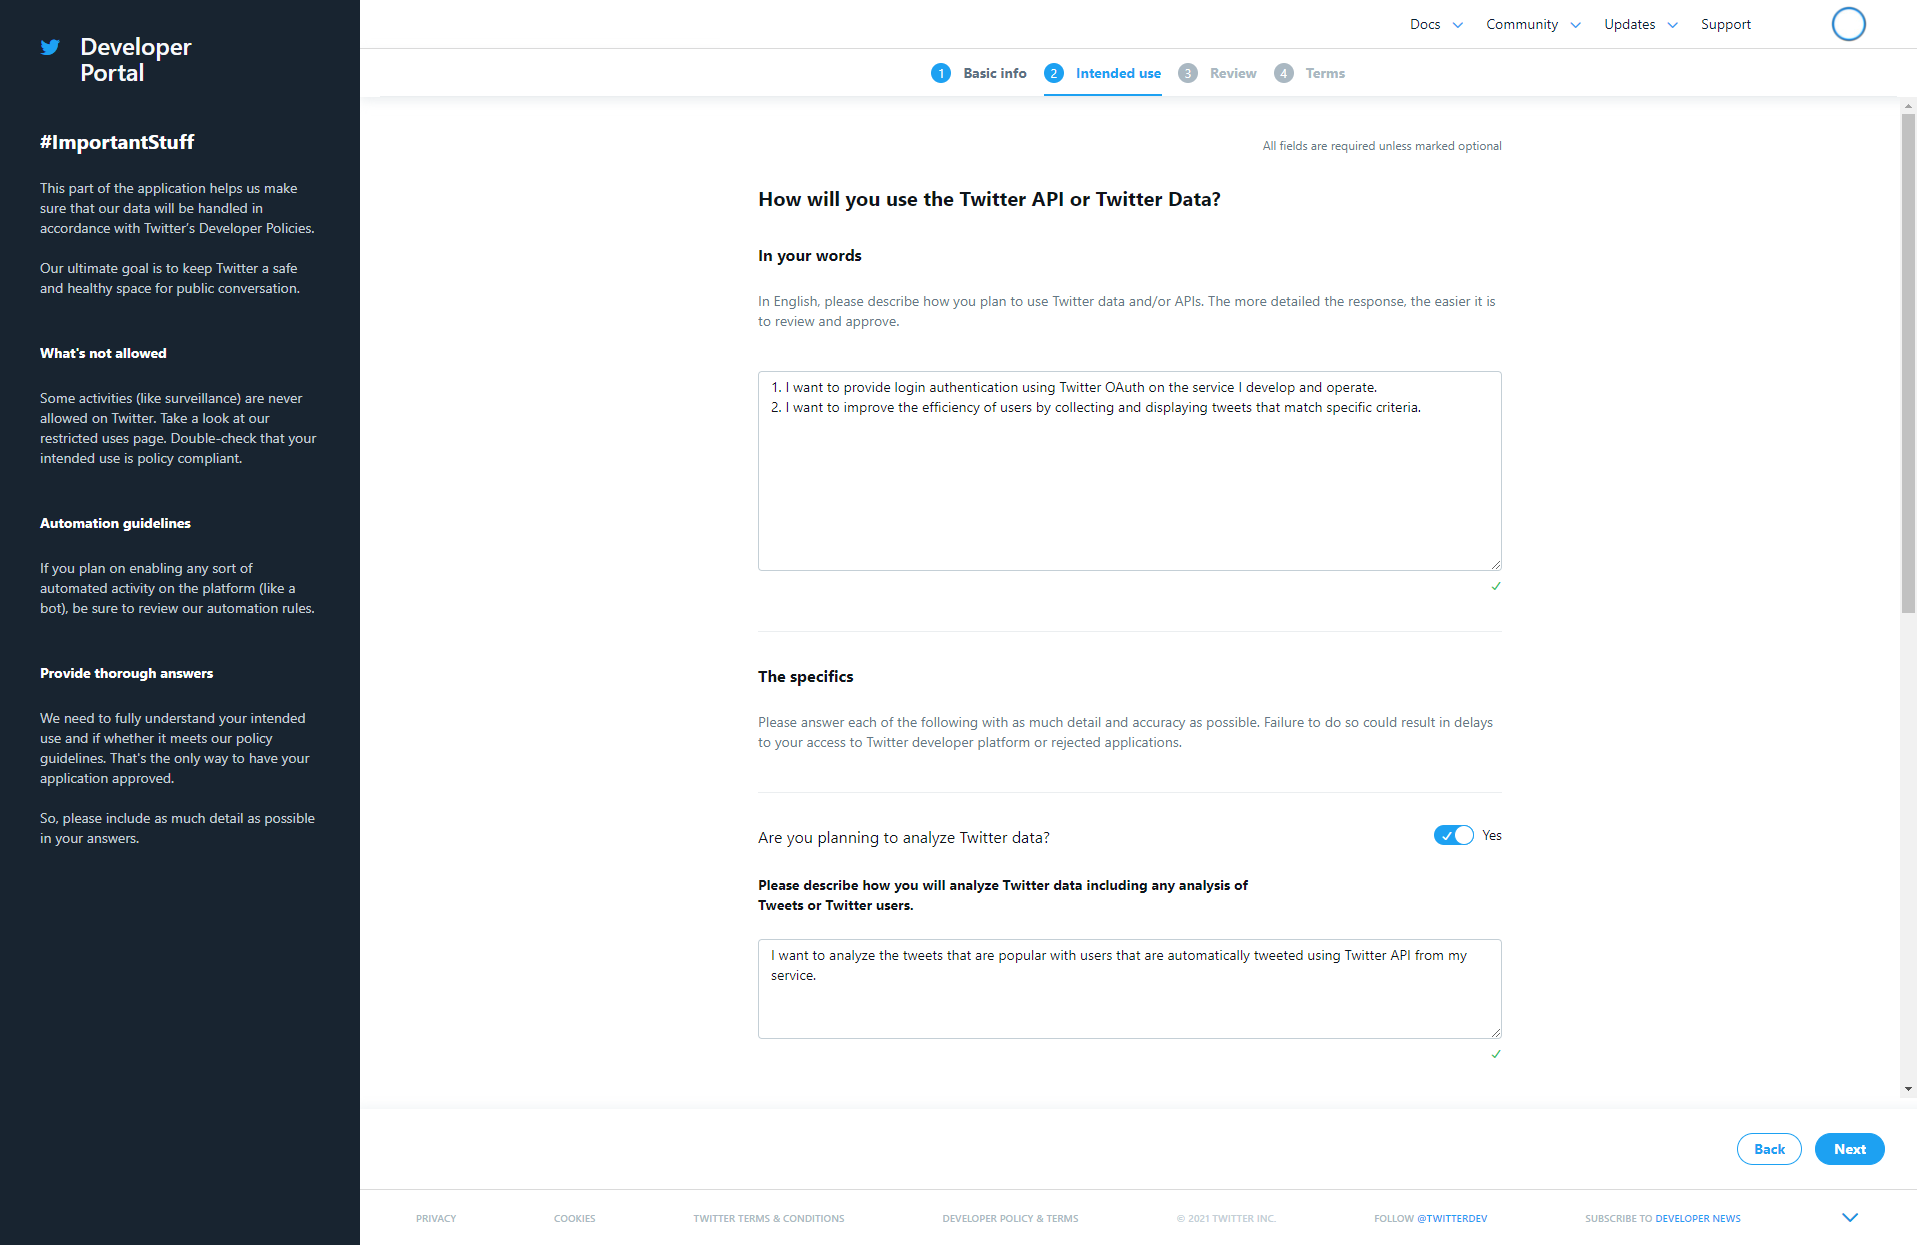 Developer
Portal
#ImportantStuff
This part of the application helps us make
sure that our data will be handled in
accordance with Twitter's Developer Policies.
Our ultimate goal is to keep Twitter a safe
and healthy space for public conversation.
What's not allowed
Some activities (like surveillance) are never
allowed on Twitter. Take a look at our
restricted uses page. Double-check that your
intended use is policy compliant.
Automation guidelines
If you plan on enabling any sort of
automated activity on the platform (like a
bot), be sure to review our automation rules.
Provide thorough answers
We need to fully understand your intended
use and if whether it meets our policy
guidelines. That's the only way to have your
application approved.
So, please include as much detail as possible
in your answers.
Docs Community Updates Support
1 Basic info 2 Intended use 3 Review 4 Terms
All fields are required unless marked optional
How will you use the Twitter API or Twitter Data?
In your words
In English, please describe how you plan to use Twitter data and/or APIs. The more detailed the response, the easier it is
to review and approve.
1. I want to provide login authentication using Twitter OAuth on the service I develop and operate.
2. I want to improve the efficiency of users by collecting and displaying tweets that match specific criteria.
The specifics
Please answer each of the following with as much detail and accuracy as possible. Failure to do so could result in delays
to your access to Twitter developer platform or rejected applications.
Are you planning to analyze Twitter data? Yes
Please describe how you will analyze Twitter data including any analysis of
Tweets or Twitter users.
I want to analyze the tweets that are popular with users that are automatically tweeted using Twitter API from my
service.
Back Next
PRIVACY COOKIES TWITTER TERMS & CONDITIONS DEVELOPER POLICY & TERMS © 2021 TWITTER INC. FOLLOW @TWITTERDEV SUBSCRIBE TO DEVELOPER NEWS